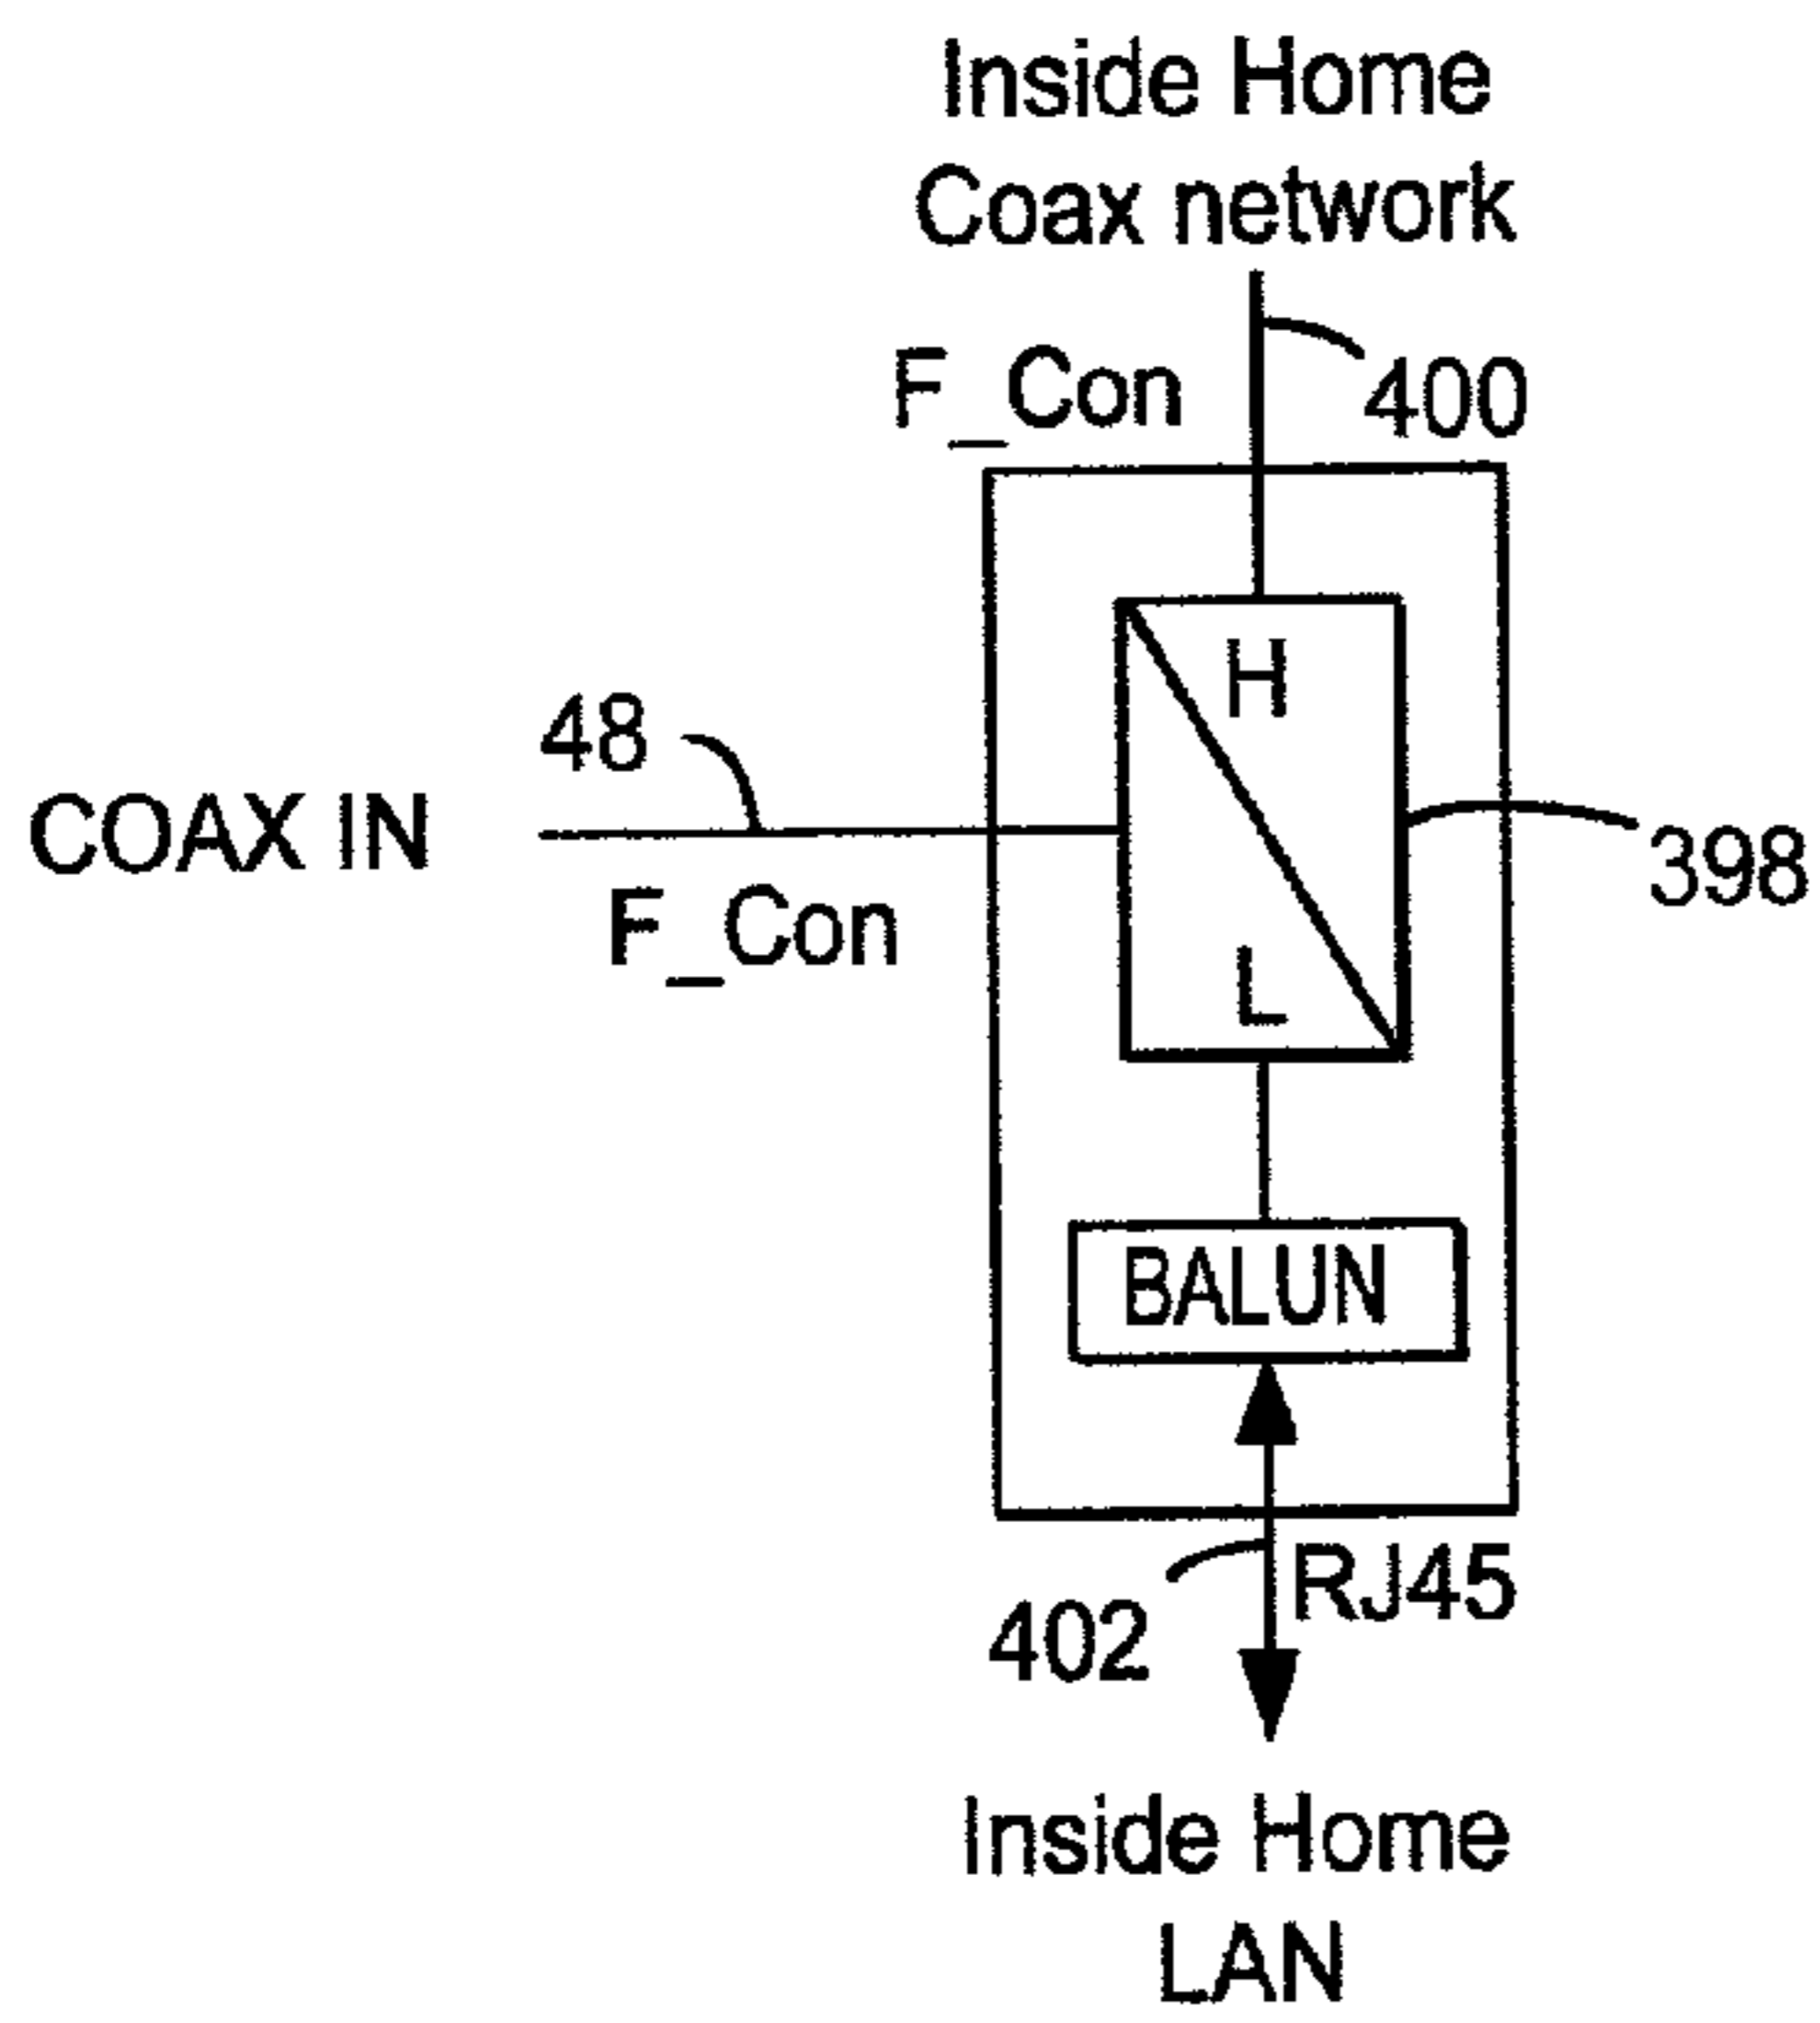 Inside Home
Coax network
F_Con
400
H
48
COAX IN
398
F_Con
L
BALUN
RJ45
402
Inside Home
LAN